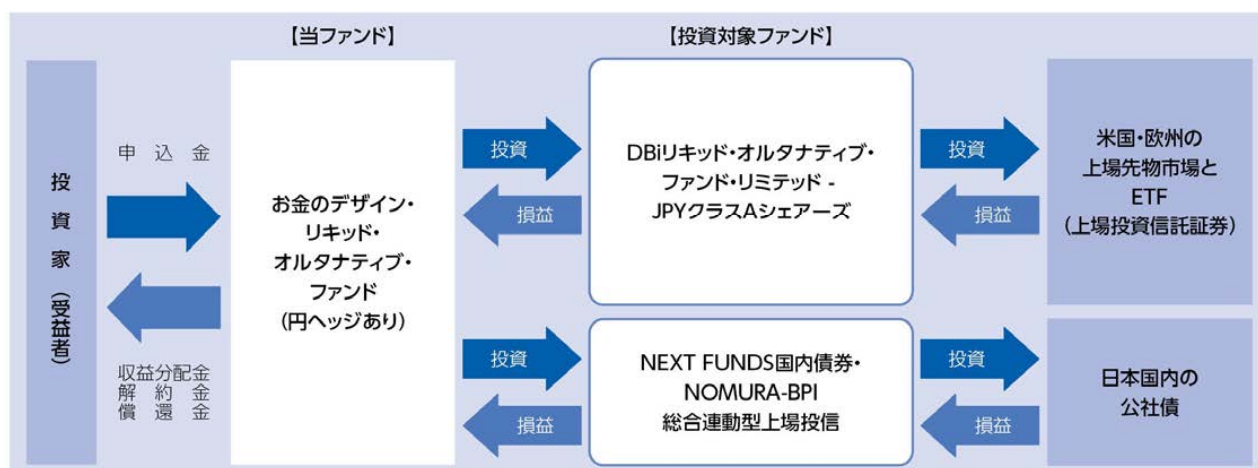 【当ファンド】
【投資対象ファンド】
投資家（受益者）
申込金
収益分配金
解約金
償還金
お金のデザイン・
リキッド・
オルタナティブ・
ファンド
（円ヘッジあり）
投資
損益
DBiリキッド・オルタナティブ・
ファンド・リミテッド -
JPYクラスAシェアーズ
投資
損益
米国・欧州の
上場先物市場と
ETF
（上場投資信託証券）
投資
損益
NEXT FUNDS国内債券・
NOMURA-BPI
総合連動型上場投信
投資
損益
日本国内の
公社債